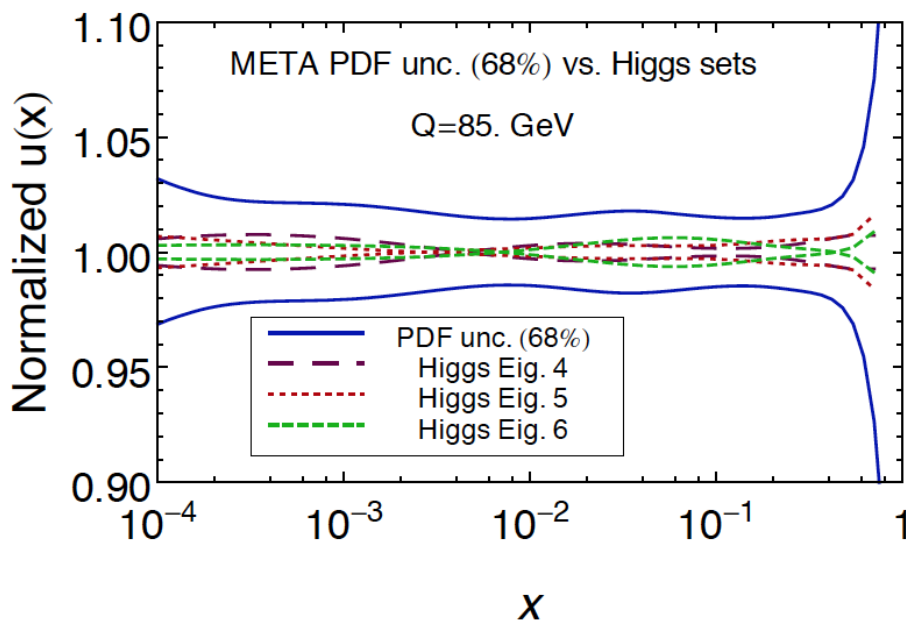 1.10
META PDF unc. (68%) vs. Higgs sets
Q=85. GeV
1.05
Normalized u(x)
1.00
0.95
PDF unc. (68%)
Higgs Eig. 4
Higgs Eig. 5
Higgs Eig. 6
0.90
10⁻⁴ 10⁻³ 10⁻² 10⁻¹ 1
x